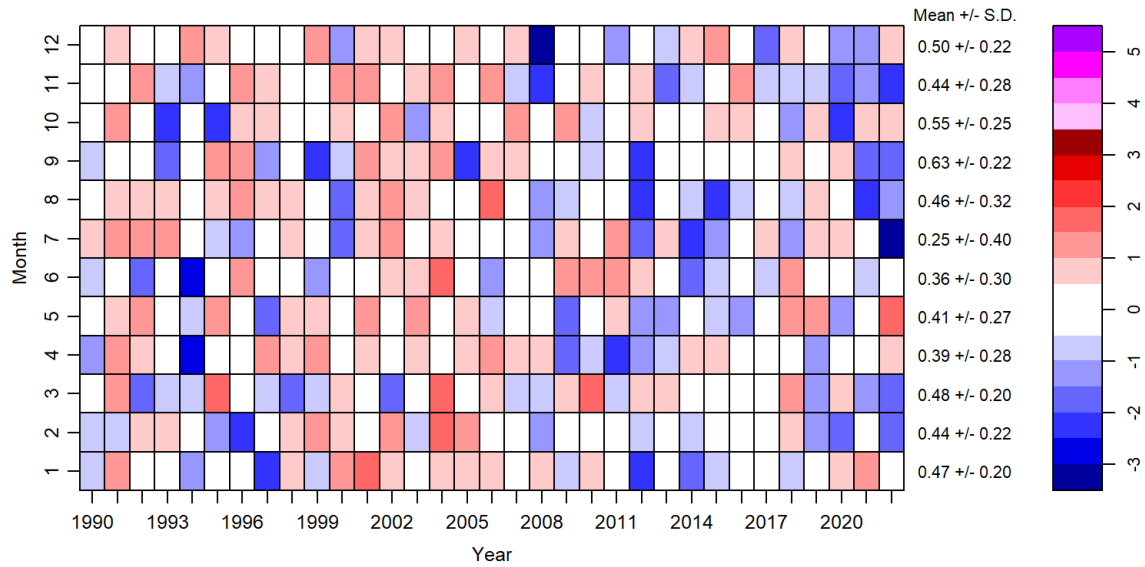 Mean +/- S.D.
12 0.50 +/- 0.22
11 0.44 +/- 0.28
10 0.55 +/- 0.25
9 0.63 +/- 0.22
8 0.46 +/- 0.32
7 0.25 +/- 0.40
6 0.36 +/- 0.30
5 0.41 +/- 0.27
4 0.39 +/- 0.28
3 0.48 +/- 0.20
2 0.44 +/- 0.22
1 0.47 +/- 0.20
Month
1990 1993 1996 1999 2002 2005 2008 2011 2014 2017 2020
Year
5
4
3
2
1
0
-1
-2
-3